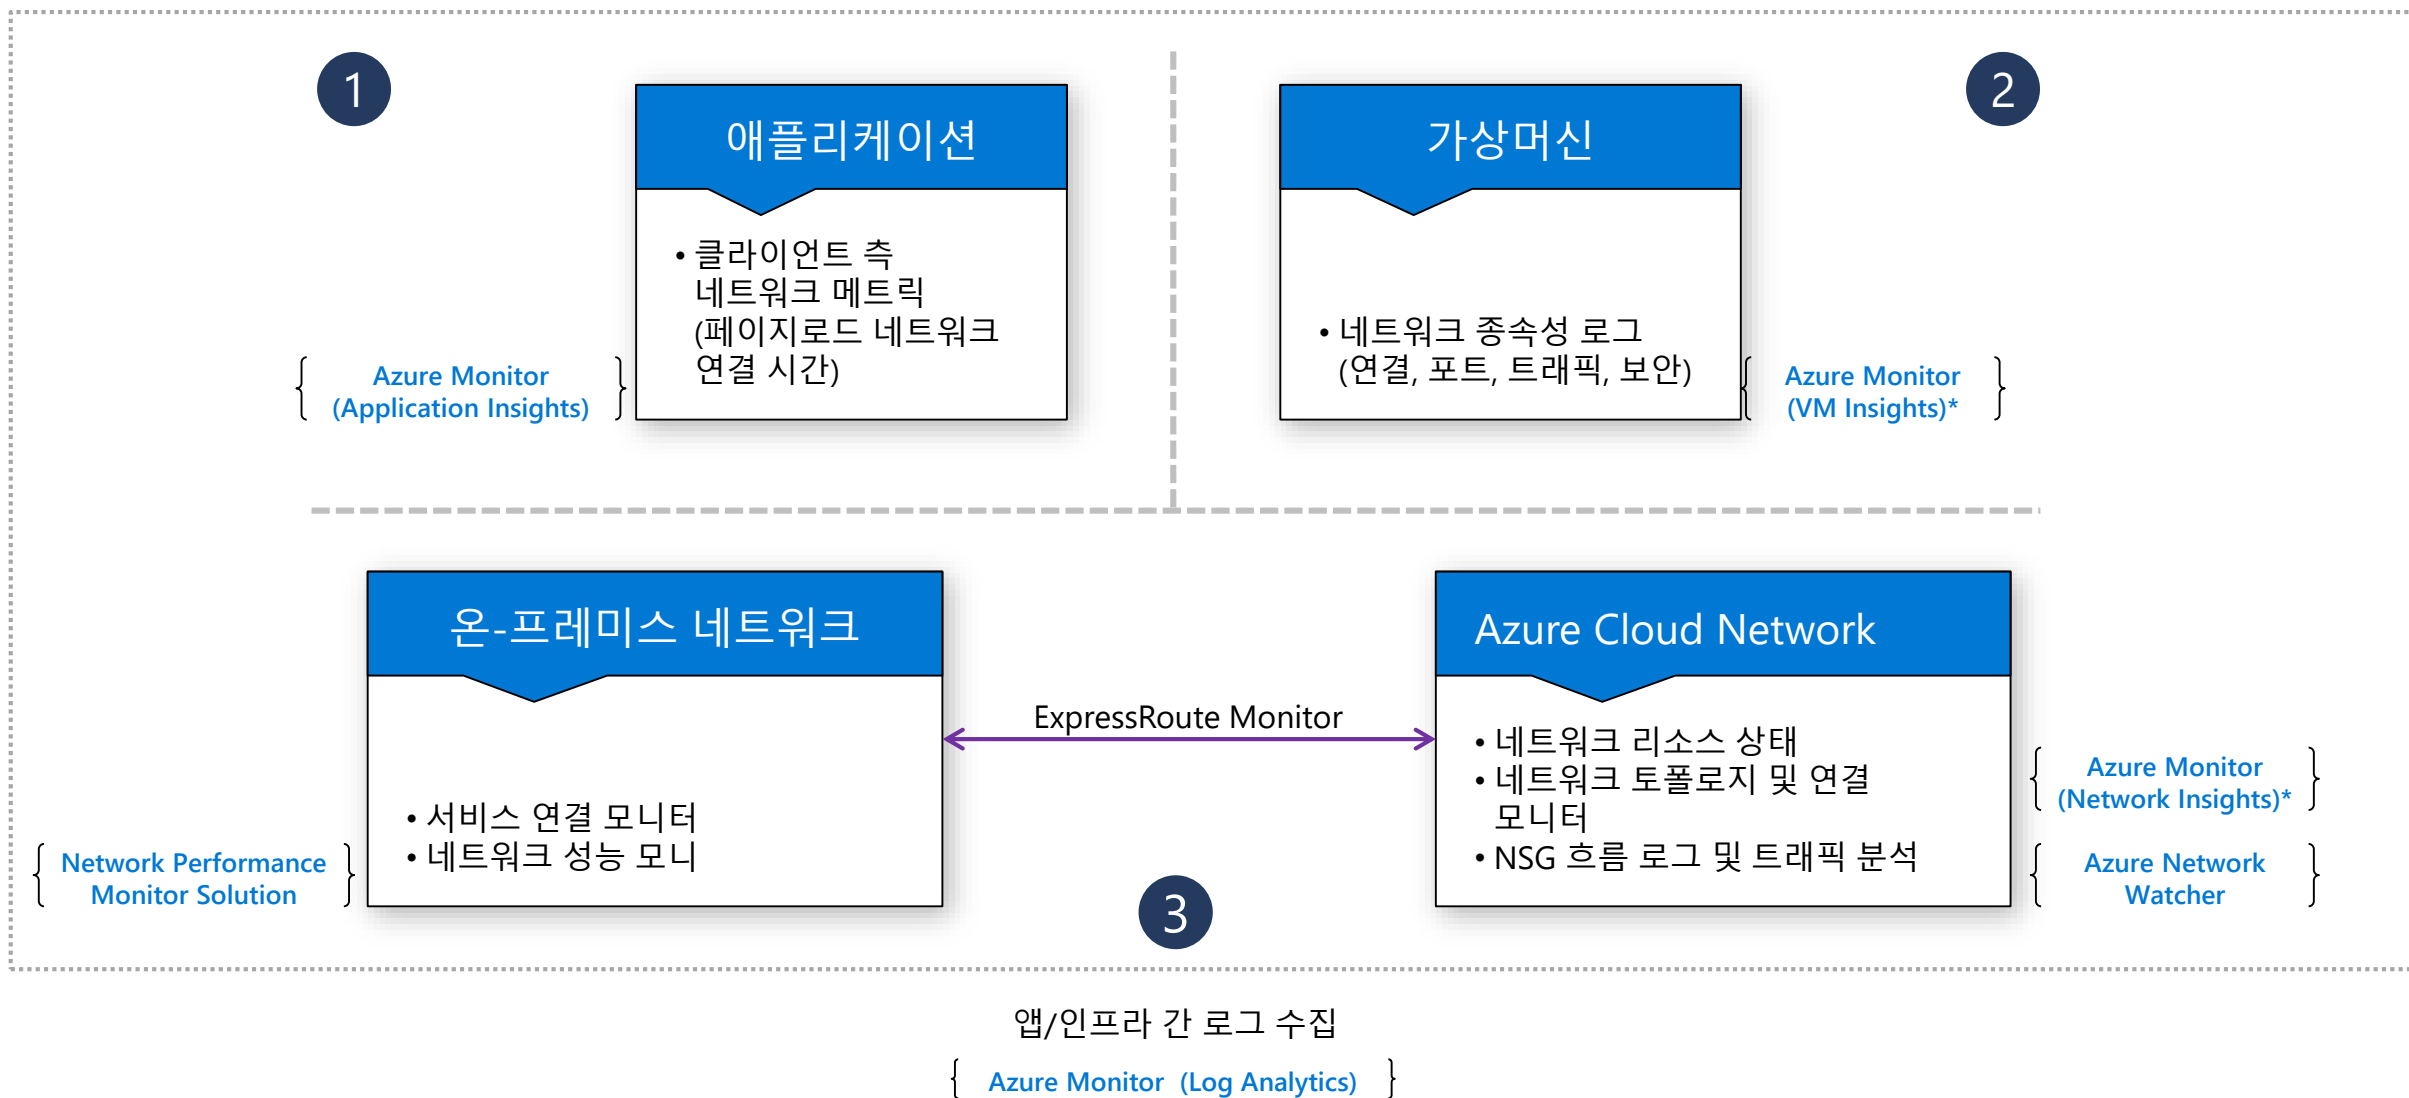 1
애플리케이션
• 클라이언트 측
네트워크 메트릭
(페이지로드 네트워크
연결 시간)
Azure Monitor
(Application Insights)
2
가상머신
• 네트워크 종속성 로그
(연결, 포트, 트래픽, 보안)
Azure Monitor
(VM Insights)*
온-프레미스 네트워크
• 서비스 연결 모니터
• 네트워크 성능 모니
Network Performance
Monitor Solution
ExpressRoute Monitor
3
Azure Cloud Network
• 네트워크 리소스 상태
• 네트워크 토폴로지 및 연결
모니터
• NSG 흐름 로그 및 트래픽 분석
Azure Monitor
(Network Insights)*
Azure Network
Watcher
앱/인프라 간 로그 수집
Azure Monitor (Log Analytics)